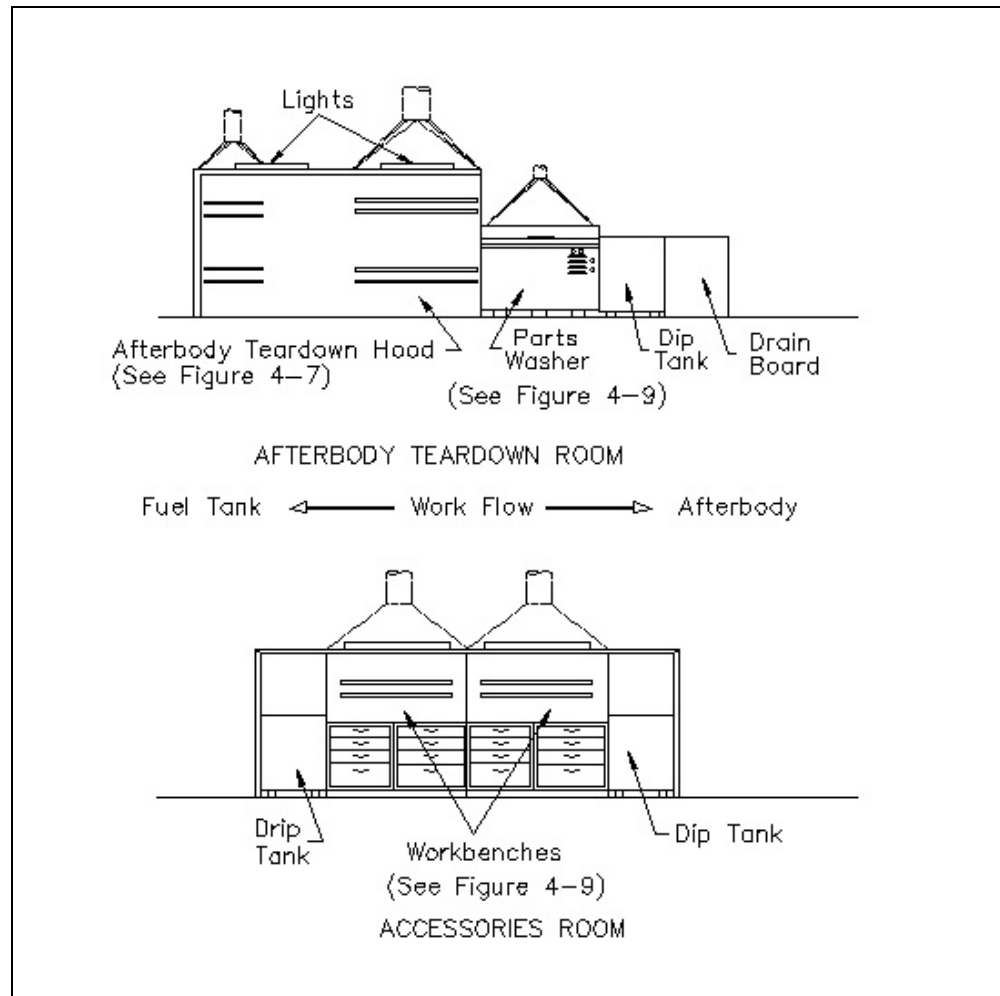 Lights
Afterbody Teardown Hood
(See Figure 4-7)
Parts
Washer
(See Figure 4-9)
Dip
Tank
Drain
Board
AFTERBODY TEARDOWN ROOM
Fuel Tank
Work Flow
Afterbody
Drip
Tank
Workbenches
(See Figure 4-9)
Dip Tank
ACCESSORIES ROOM